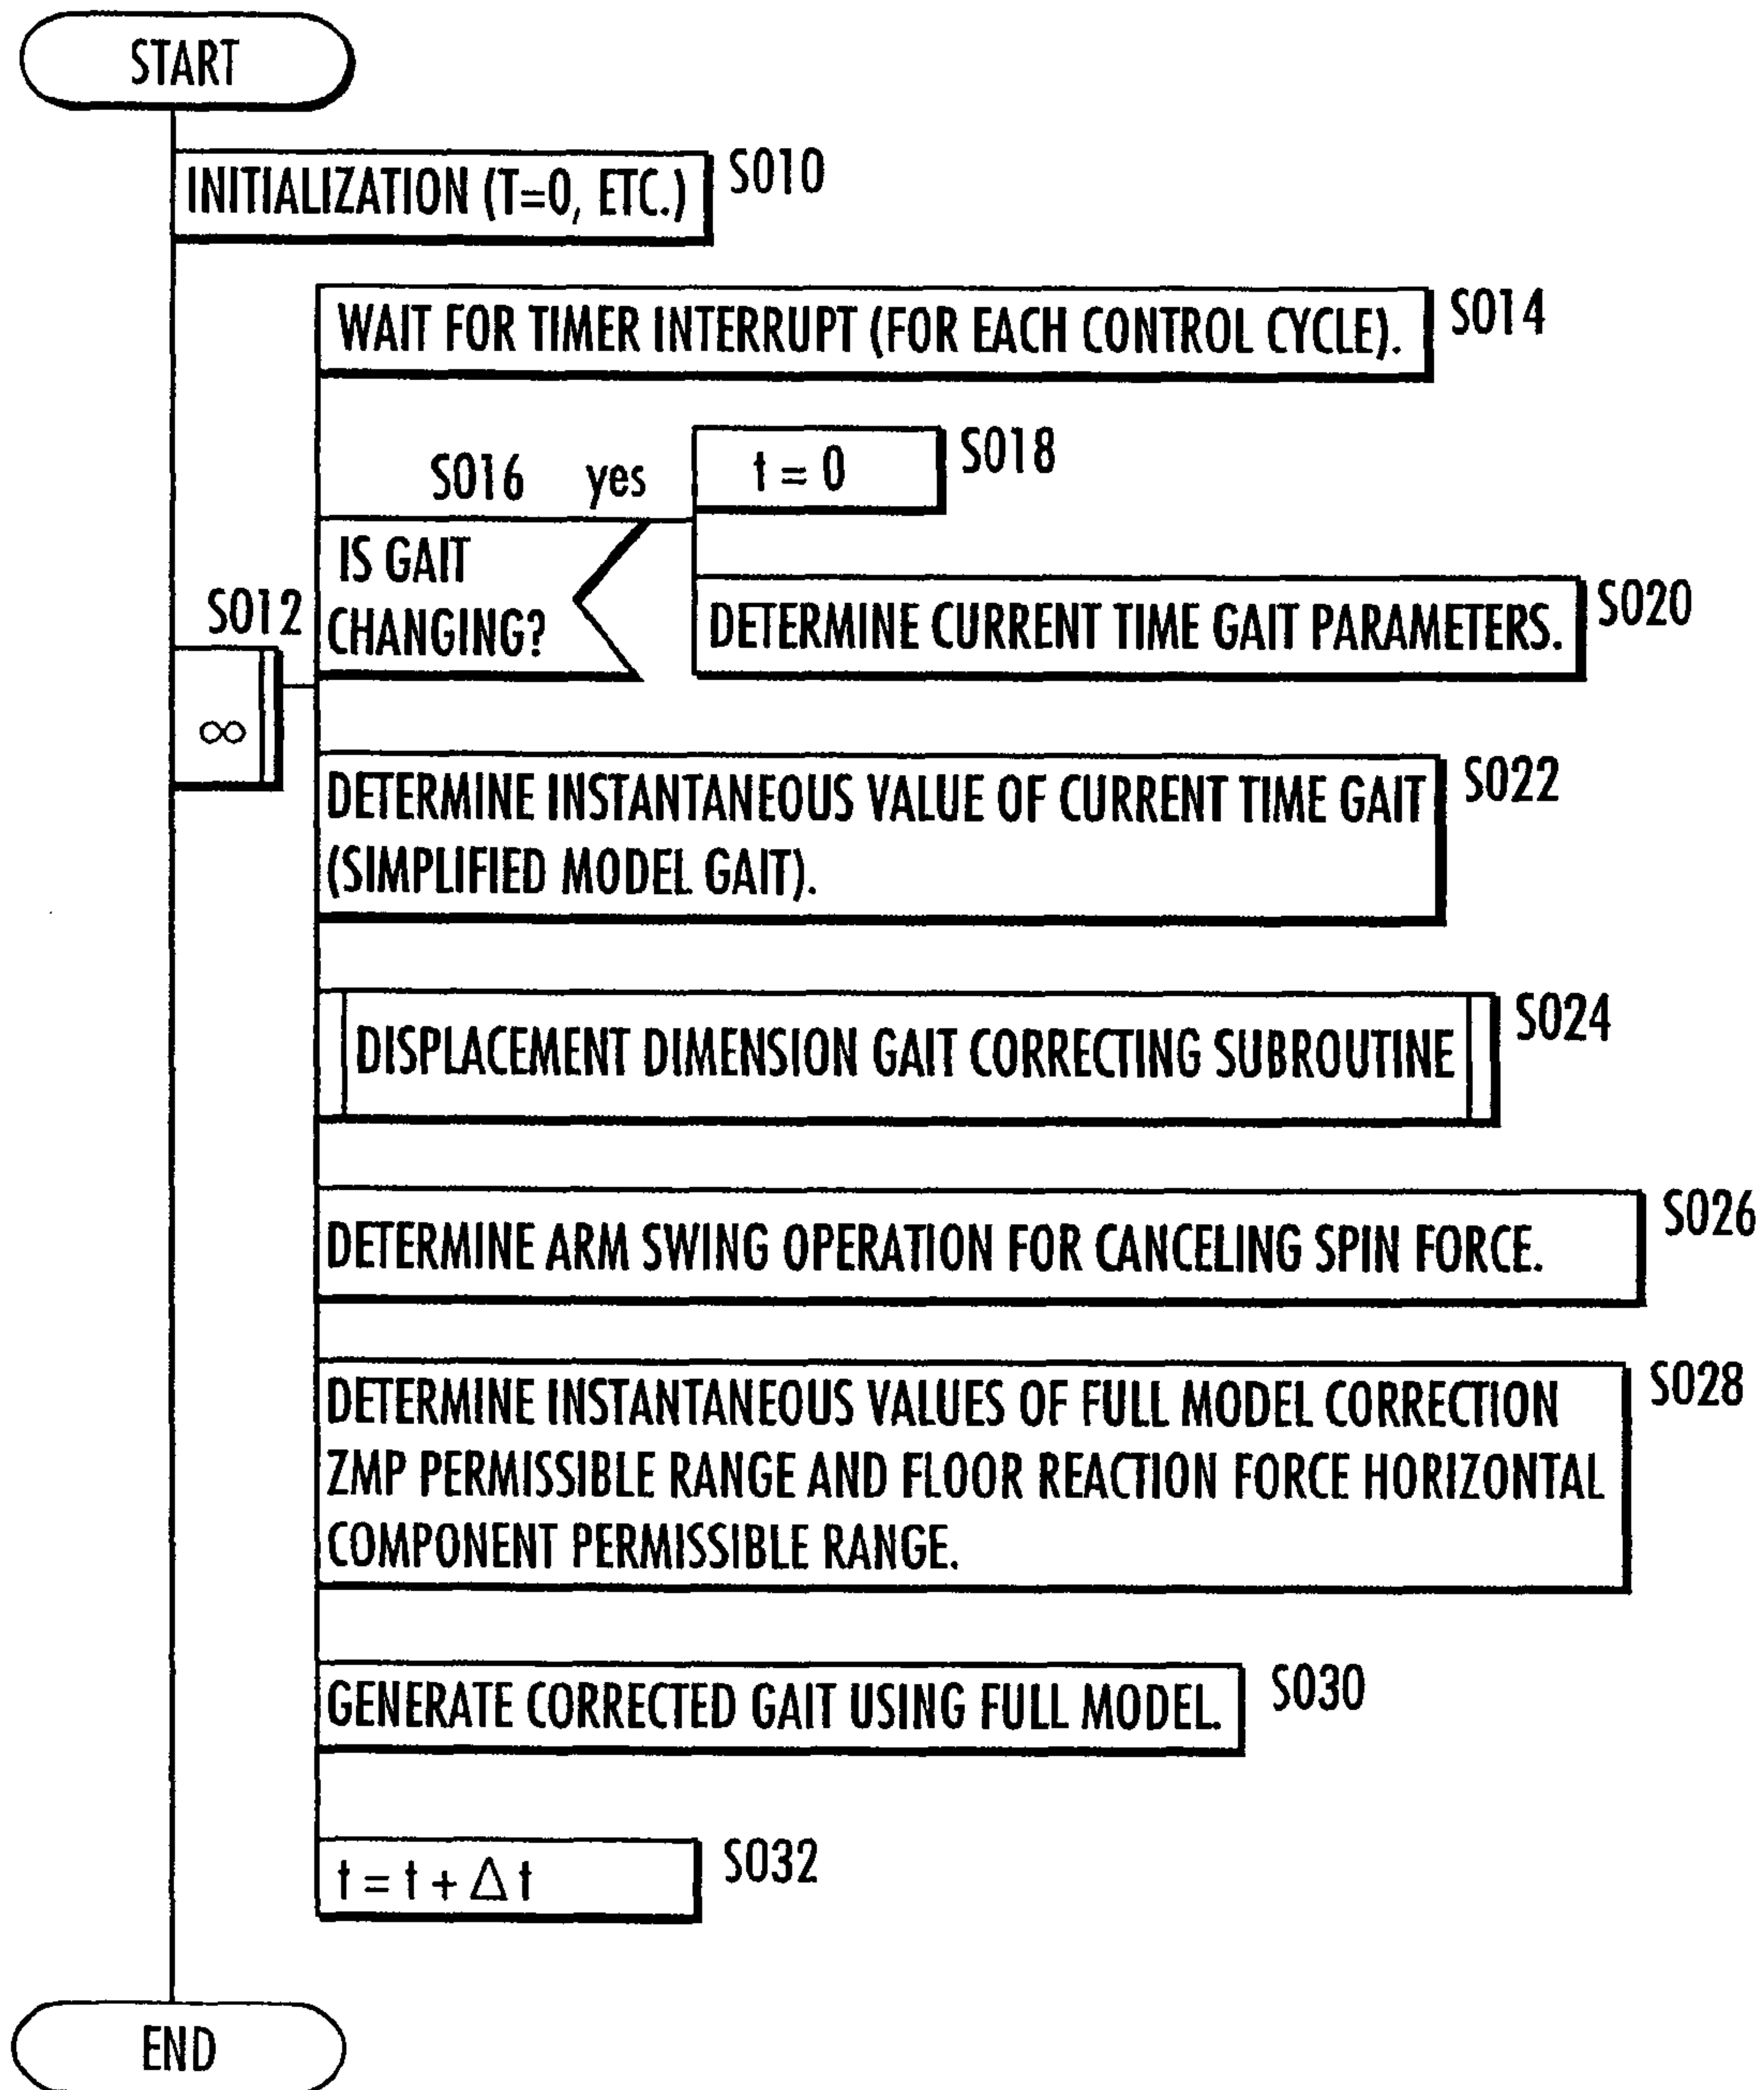 START
INITIALIZATION (T=0, ETC.)
S010
WAIT FOR TIMER INTERRUPT (FOR EACH CONTROL CYCLE).
S014
S016
yes
t = 0
S018
IS GAIT
CHANGING?
DETERMINE CURRENT TIME GAIT PARAMETERS.
S020
S012
∞
DETERMINE INSTANTANEOUS VALUE OF CURRENT TIME GAIT
(SIMPLIFIED MODEL GAIT).
S022
DISPLACEMENT DIMENSION GAIT CORRECTING SUBROUTINE
S024
DETERMINE ARM SWING OPERATION FOR CANCELING SPIN FORCE.
S026
DETERMINE INSTANTANEOUS VALUES OF FULL MODEL CORRECTION
ZMP PERMISSIBLE RANGE AND FLOOR REACTION FORCE HORIZONTAL
COMPONENT PERMISSIBLE RANGE.
S028
GENERATE CORRECTED GAIT USING FULL MODEL.
S030
t = t + Δ t
S032
END